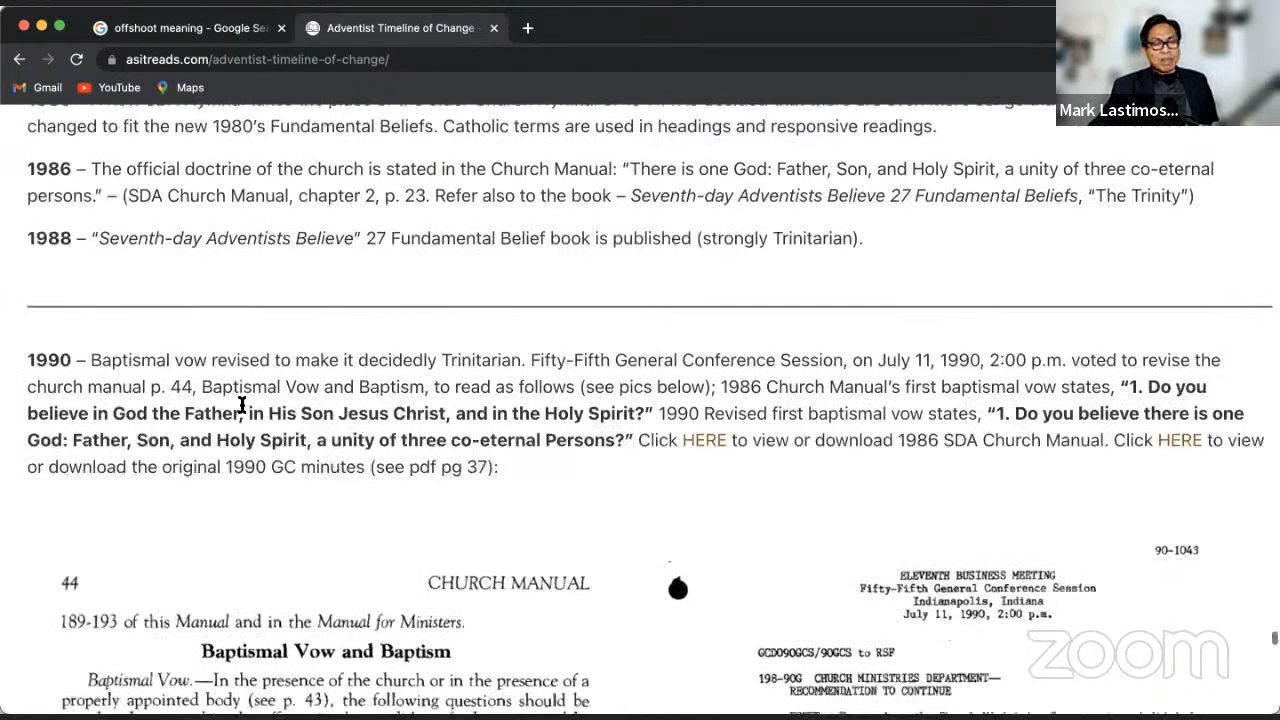 offshoot meaning - Google Se
Adventist Timeline of Change
asitreads.com/adventist-timeline-of-change/
Gmail YouTube Maps
Mark Lastimos...
changed to fit the new 1980's Fundamental Beliefs. Catholic terms are used in headings and responsive readings.
1986 – The official doctrine of the church is stated in the Church Manual: “There is one God: Father, Son, and Holy Spirit, a unity of three co-eternal
persons.” – (SDA Church Manual, chapter 2, p. 23. Refer also to the book – Seventh-day Adventists Believe 27 Fundamental Beliefs, “The Trinity”)
1988 – “Seventh-day Adventists Believe” 27 Fundamental Belief book is published (strongly Trinitarian).
1990 – Baptismal vow revised to make it decidedly Trinitarian. Fifty-Fifth General Conference Session, on July 11, 1990, 2:00 p.m. voted to revise the
church manual p. 44, Baptismal Vow and Baptism, to read as follows (see pics below); 1986 Church Manual's first baptismal vow states, “1. Do you
believe in God the Father, in His Son Jesus Christ, and in the Holy Spirit?” 1990 Revised first baptismal vow states, “1. Do you believe there is one
God: Father, Son, and Holy Spirit, a unity of three co-eternal Persons?” Click HERE to view or download 1986 SDA Church Manual. Click HERE to view
or download the original 1990 GC minutes (see pdf pg 37):
44 CHURCH MANUAL
189-193 of this Manual and in the Manual for Ministers.
Baptismal Vow and Baptism
Baptismal Vow.—In the presence of the church or in the presence of a
properly appointed body (see p. 43), the following questions should be
90-1043
ELEVENTH BUSINESS MEETING
Fifty-Fifth General Conference Session
Indianapolis, Indiana
July 11, 1990, 2:00 p.m.
GCDO90GCS/90GCS to RSF
198-90G CHURCH MINISTRIES DEPARTMENT—
RECOMMENDATION TO CONTINUE
zoom